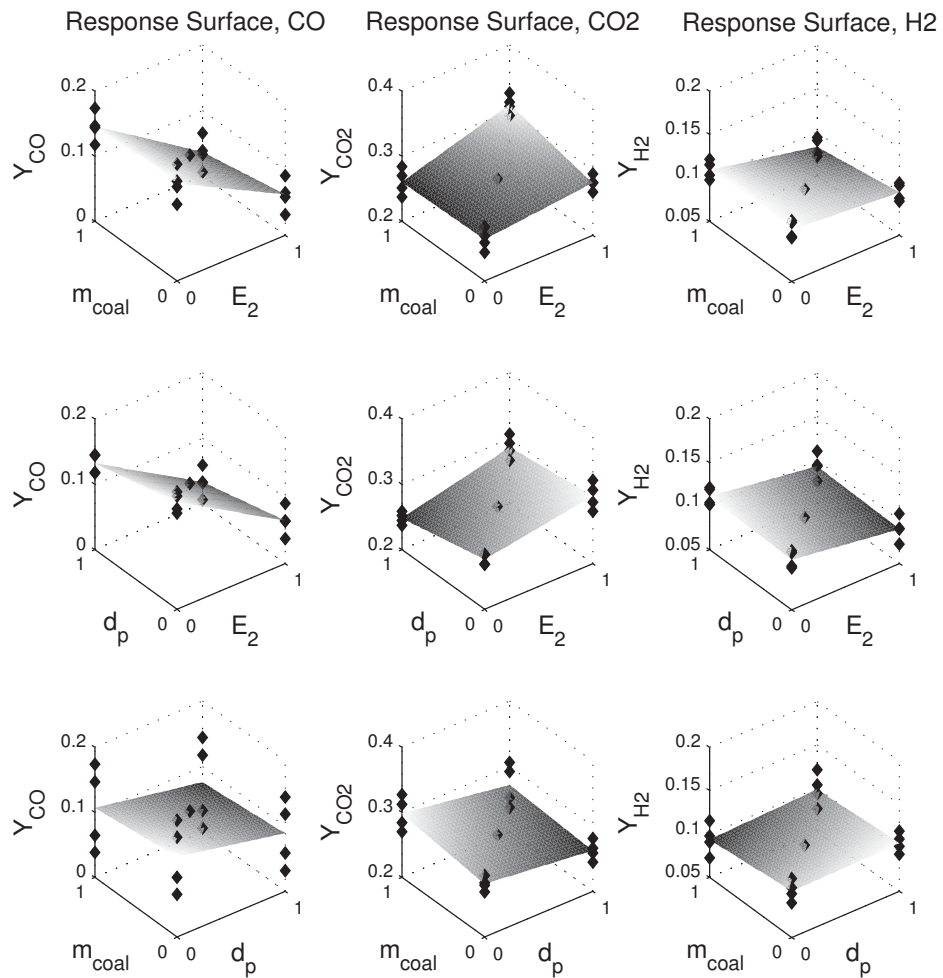 Response Surface, CO
Response Surface, CO2
Response Surface, H2
0.2
0.1
0
1
Y_CO
m_coal
0 0
E_2
1
0.4
0.3
0.2
1
Y_CO2
m_coal
0 0
E_2
1
0.2
0.15
0.1
0.05
1
Y_H2
m_coal
0 0
E_2
1
0.2
0.1
0
1
Y_CO
d_p
0 0
E_2
1
0.4
0.3
0.2
1
Y_CO2
d_p
0 0
E_2
1
0.2
0.15
0.1
0.05
1
Y_H2
d_p
0 0
E_2
1
0.2
0.1
0
1
Y_CO
m_coal
0 0
d_p
1
0.4
0.3
0.2
1
Y_CO2
m_coal
0 0
d_p
1
0.2
0.15
0.1
0.05
1
Y_H2
m_coal
0 0
d_p
1